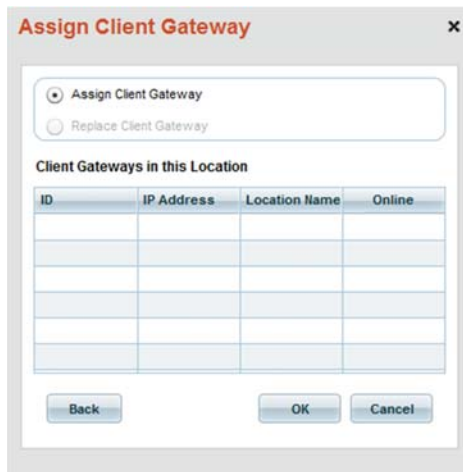 Assign Client Gateway
Assign Client Gateway
Replace Client Gateway
Client Gateways in this Location
ID IP Address Location Name Online
Back OK Cancel